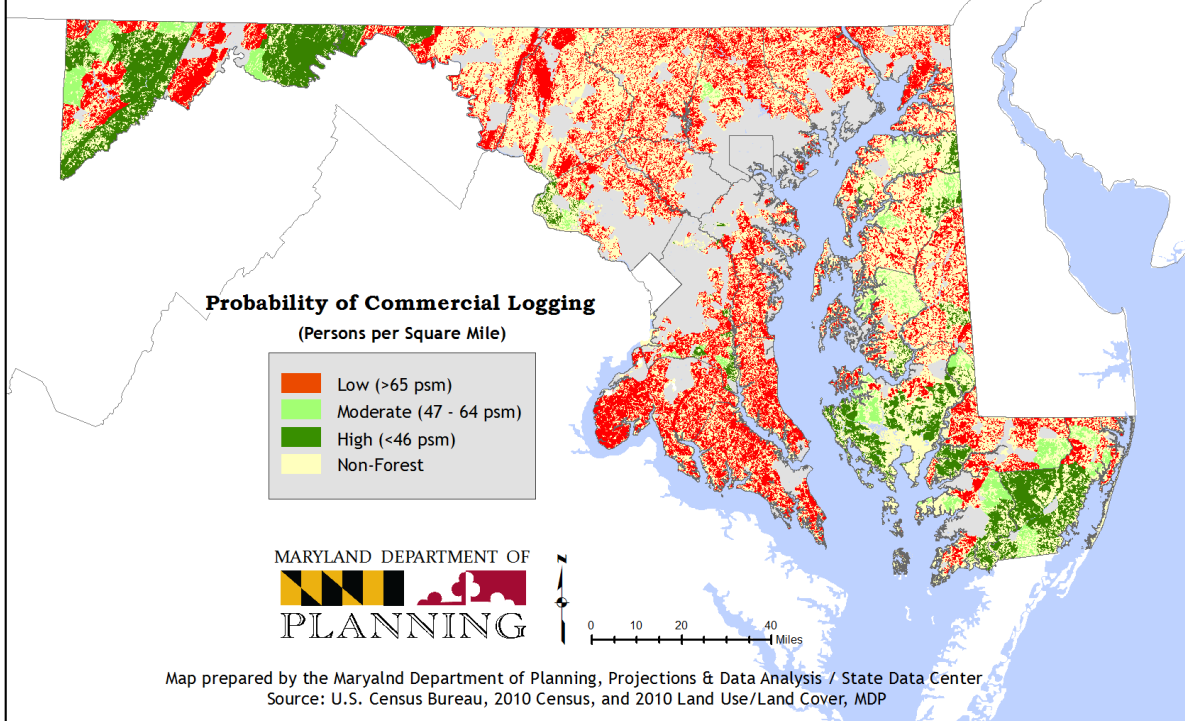 Probability of Commercial Logging
(Persons per Square Mile)
Low (>65 psm)
Moderate (47 - 64 psm)
High (<46 psm)
Non-Forest
MARYLAND DEPARTMENT OF
PLANNING
N
0 10 20 40
Miles
Map prepared by the Maryalnd Department of Planning, Projections & Data Analysis / State Data Center
Source: U.S. Census Bureau, 2010 Census, and 2010 Land Use/Land Cover, MDP